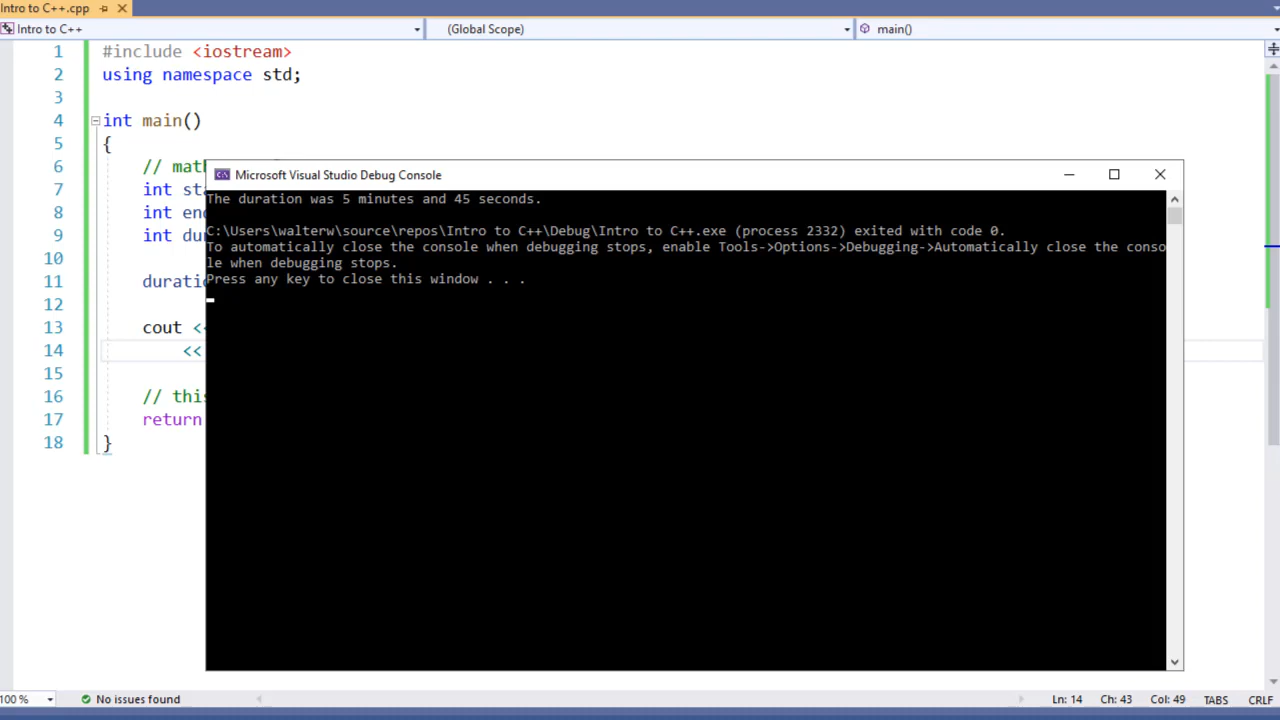 Intro to C++.cpp
Intro to C++ (Global Scope) main()
1 #include <iostream>
2 using namespace std;
3
4 int main()
5 {
6 //
7 int
8 int
9 int
10
11
12
13 cout
14 <<
15
16 //
17 return
18 }
Microsoft Visual Studio Debug Console
The duration was 5 minutes and 45 seconds.
C:\Users\walterw\source\repos\Intro to C++\Debug\Intro to C++.exe (process 2332) exited with code 0.
To automatically close the console when debugging stops, enable Tools->Options->Debugging->Automatically close the conso
le when debugging stops.
Press any key to close this window . . .
100 % No issues found Ln: 14 Ch: 43 Col: 49 TABS CRLF